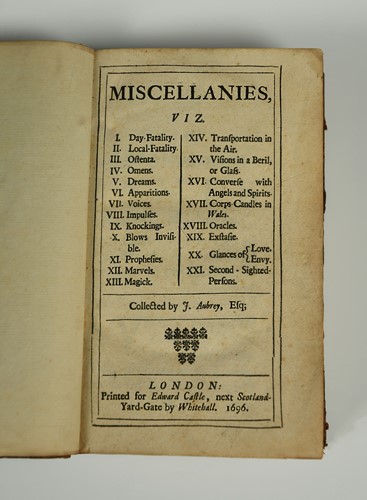 MISCELLANIES,
VIZ.
I. Day-Fatality.
II. Local-Fatality.
III. Ostenta.
IV. Omens.
V. Dreams.
VI. Apparitions.
VII. Voices.
VIII. Impulses.
IX. Knockings.
X. Blows Invisi-
ble.
XI. Prophesies.
XII. Marvels.
XIII. Magick.
XIV. Transportation in
the Air.
XV. Visions in a Beril,
or Glass.
XVI. Converse with
Angels and Spirits.
XVII. Corps-Candles in
Wales.
XVIII. Oracles.
XIX. Exstasie.
XX. Glances of { Love.
{ Envy.
XXI. Second-Sighted-
Persons.
Collected by J. Aubrey, Esq;
LONDON:
Printed for Edward Castle, next Scotland-
Yard-Gate by Whitehall. 1696.